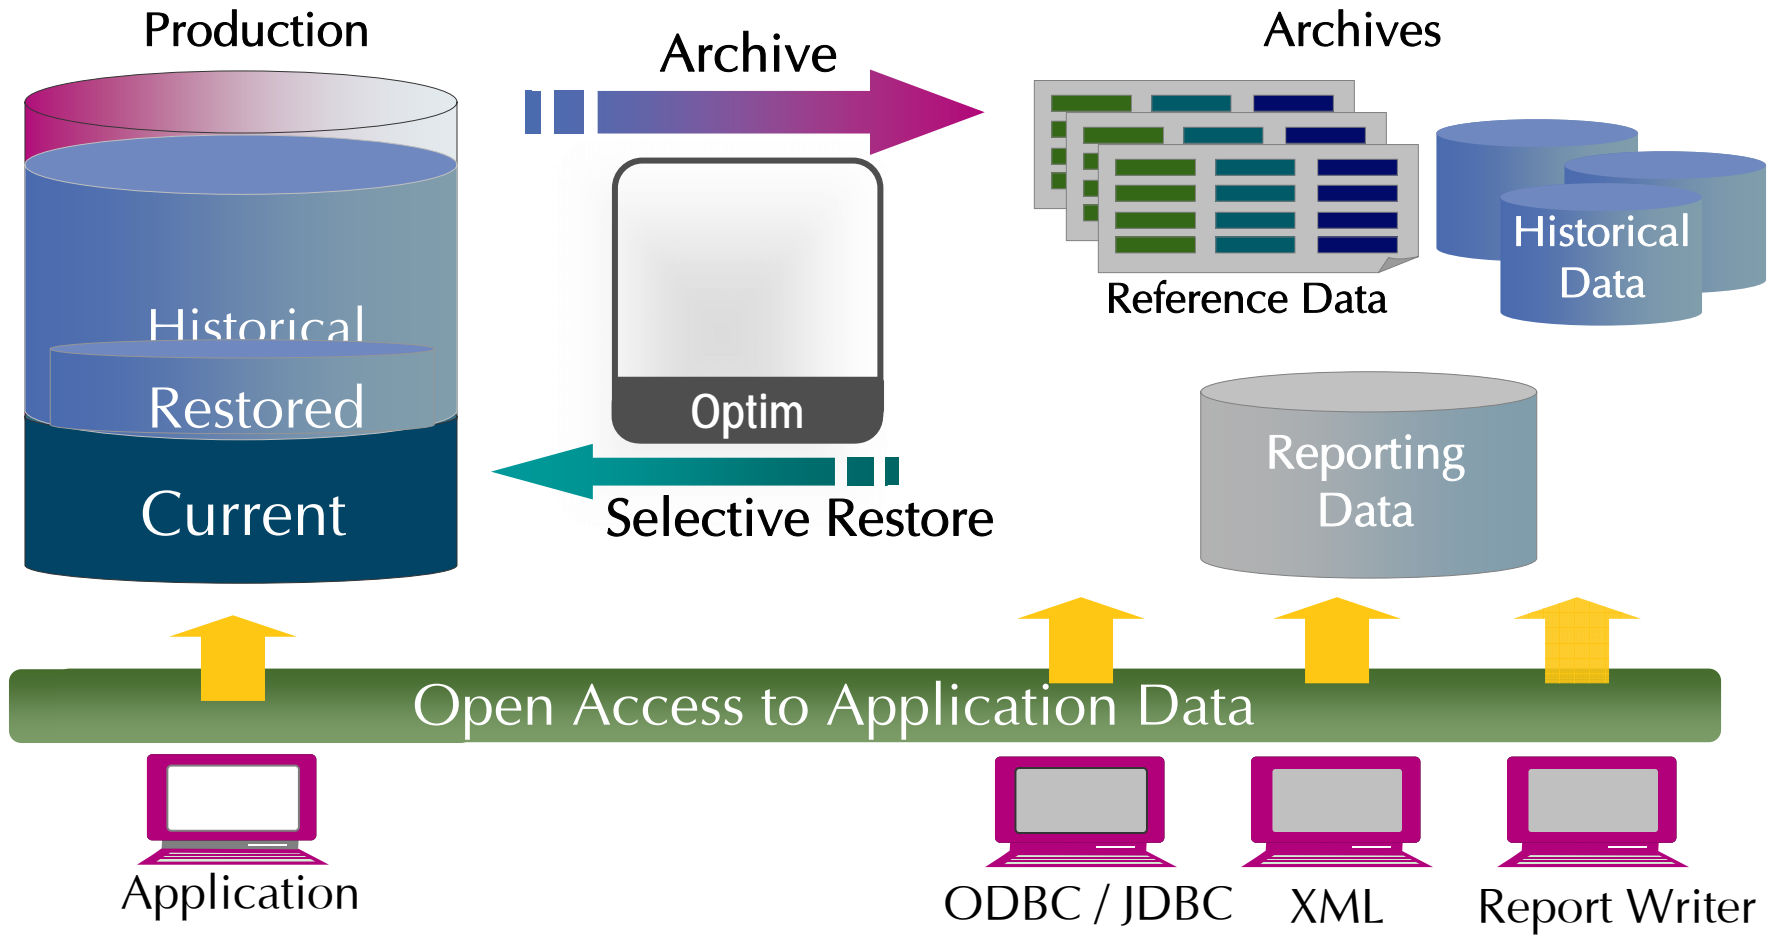 Production
Archive
Archives
Historical
Restored
Current
Optim
Selective Restore
Reference Data
Historical
Data
Reporting
Data
Open Access to Application Data
Application
ODBC / JDBC
XML
Report Writer